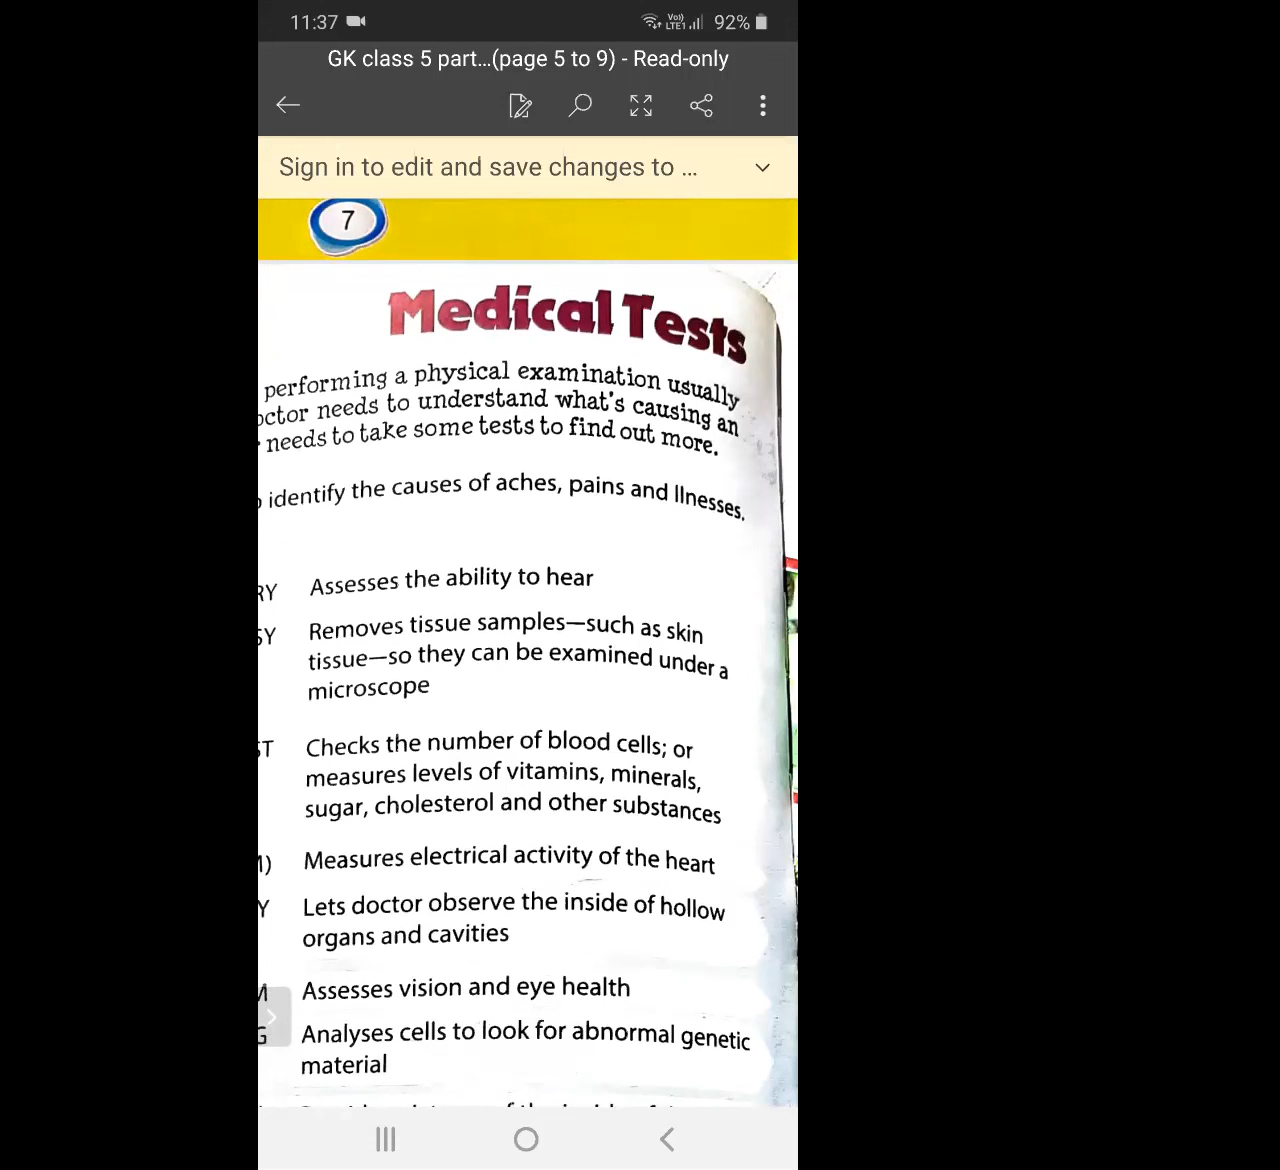 11:37
Vo)) LTE1 92%
GK class 5 part...(page 5 to 9) - Read-only
Sign in to edit and save changes to ...
7
Medical Tests
performing a physical examination usually
octor needs to understand what's causing an
needs to take some tests to find out more.
identify the causes of aches, pains and llnesses.
RY Assesses the ability to hear
SY Removes tissue samples—such as skin
tissue—so they can be examined under a
microscope
ST Checks the number of blood cells; or
measures levels of vitamins, minerals,
sugar, cholesterol and other substances
M) Measures electrical activity of the heart
Y Lets doctor observe the inside of hollow
organs and cavities
M Assesses vision and eye health
G Analyses cells to look for abnormal genetic
material